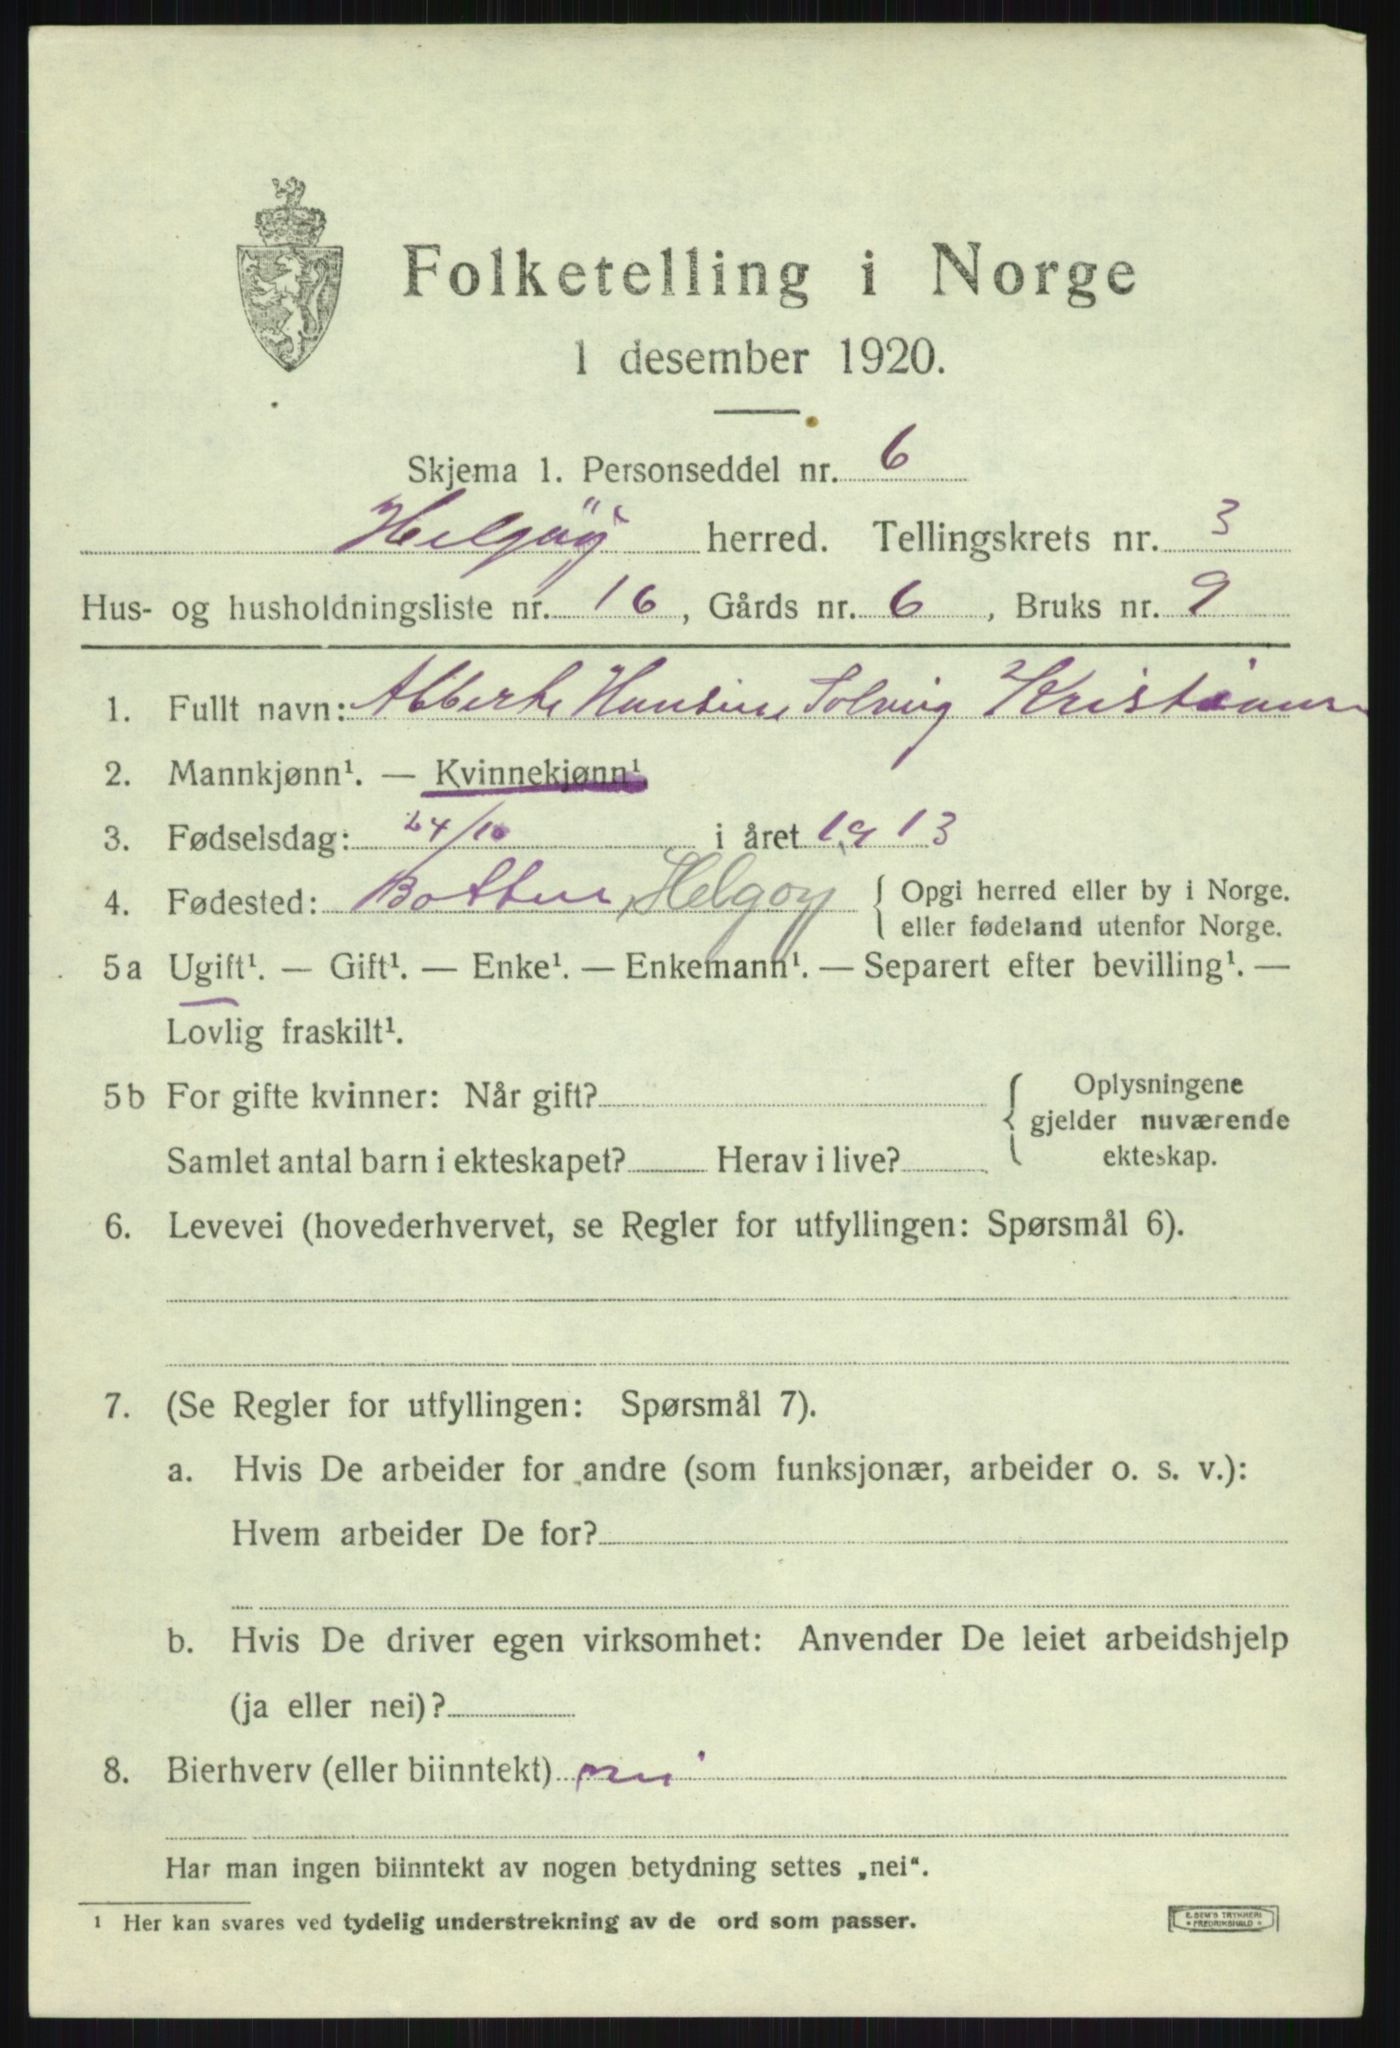 Folketelling i Norge
1 desember 1920.
Skjema 1. Personseddel nr. 6
Helgøy herred. Tellingskrets nr. 3
Hus- og husholdningsliste nr. 16, Gårds nr. 6, Bruks nr. 9
1. Fullt navn: Hansine Solveig
2. Mannkjønn¹. — Kvinnekjønn¹
3. Fødselsdag: 24/10 i året 1913
4. Fødested: Helgøy { Opgi herred eller by i Norge.
eller fødeland utenfor Norge.
5a Ugift¹. — Gift¹. — Enke¹. — Enkemann¹. — Separert efter bevilling¹. —
Lovlig fraskilt¹.
5b For gifte kvinner: Når gift? { Oplysningene
gjelder nuværende
Samlet antal barn i ekteskapet? Herav i live? ekteskap.
6. Levevei (hovederhvervet, se Regler for utfyllingen: Spørsmål 6).
7. (Se Regler for utfyllingen: Spørsmål 7).
a. Hvis De arbeider for andre (som funksjonær, arbeider o. s. v.):
Hvem arbeider De for?
b. Hvis De driver egen virksomhet: Anvender De leiet arbeidshjelp
(ja eller nei)?
8. Bierhverv (eller biinntekt) nei
Har man ingen biinntekt av nogen betydning settes „nei“.
¹ Her kan svares ved tydelig understrekning av de ord som passer.
E. SEM'S TRYKKERI
* FREDRIKSHALD *